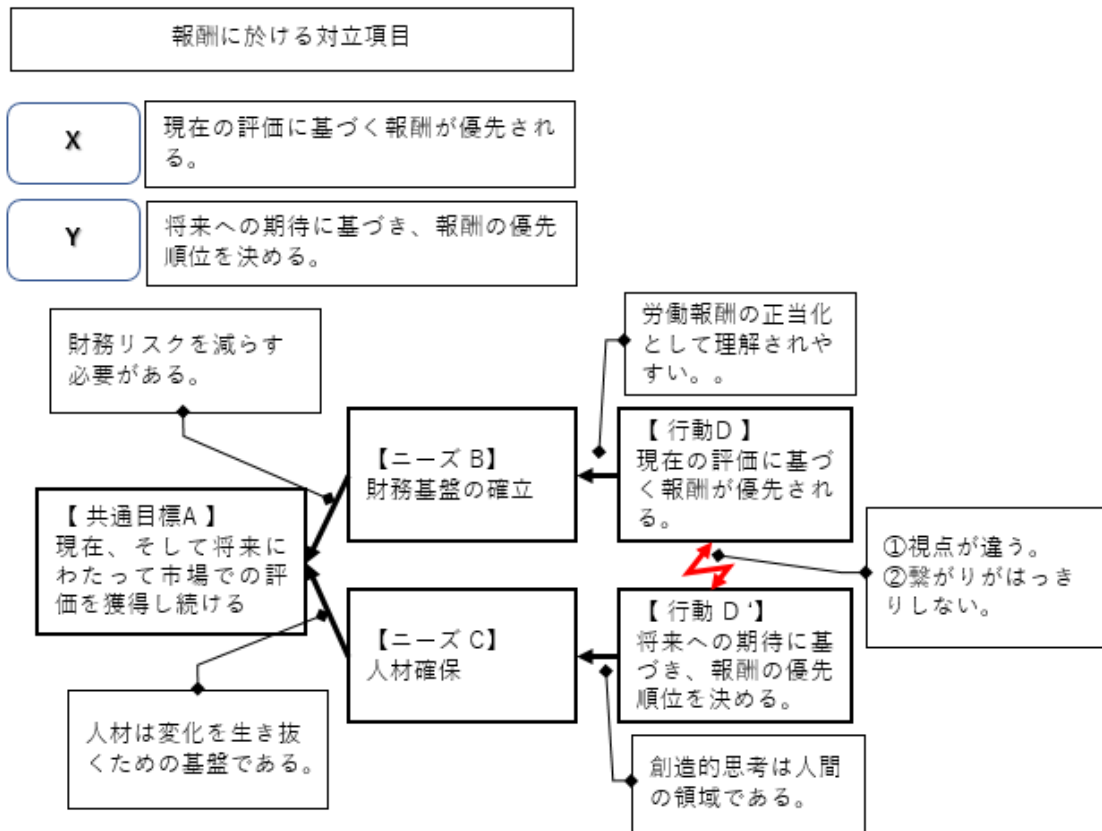 報酬に於ける対立項目
X
現在の評価に基づく報酬が優先され
る。
Y
将来への期待に基づき、報酬の優先
順位を決める。
財務リスクを減らす
必要がある。
労働報酬の正当化
として理解されや
すい。。
【ニーズ B】
財務基盤の確立
【 行動D 】
現在の評価に基づ
く報酬が優先され
る。
【 共通目標A 】
現在、そして将来に
わたって市場での評
価を獲得し続ける
①視点が違う。
②繋がりがはっき
りしない。
【ニーズ C】
人材確保
【 行動 D ‘】
将来への期待に基
づき、報酬の優先
順位を決める。
人材は変化を生き抜
くための基盤である。
創造的思考は人間
の領域である。